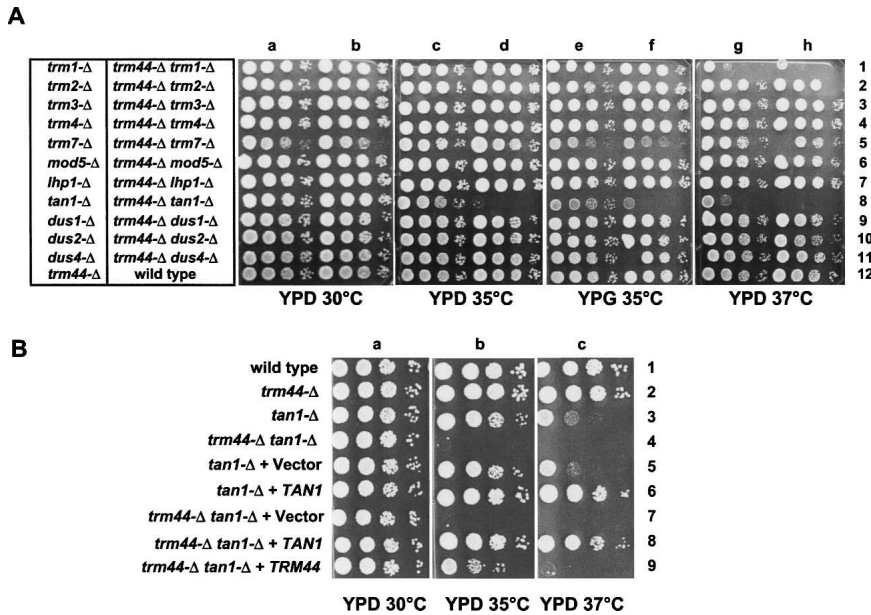 A
a b c d e f g h
trm1-Δ trm44-Δ trm1-Δ 1
trm2-Δ trm44-Δ trm2-Δ 2
trm3-Δ trm44-Δ trm3-Δ 3
trm4-Δ trm44-Δ trm4-Δ 4
trm7-Δ trm44-Δ trm7-Δ 5
mod5-Δ trm44-Δ mod5-Δ 6
lhp1-Δ trm44-Δ lhp1-Δ 7
tan1-Δ trm44-Δ tan1-Δ 8
dus1-Δ trm44-Δ dus1-Δ 9
dus2-Δ trm44-Δ dus2-Δ 10
dus4-Δ trm44-Δ dus4-Δ 11
trm44-Δ wild type 12
YPD 30°C YPD 35°C YPG 35°C YPD 37°C
B
a b c
wild type 1
trm44-Δ 2
tan1-Δ 3
trm44-Δ tan1-Δ 4
tan1-Δ + Vector 5
tan1-Δ + TAN1 6
trm44-Δ tan1-Δ + Vector 7
trm44-Δ tan1-Δ + TAN1 8
trm44-Δ tan1-Δ + TRM44 9
YPD 30°C YPD 35°C YPD 37°C